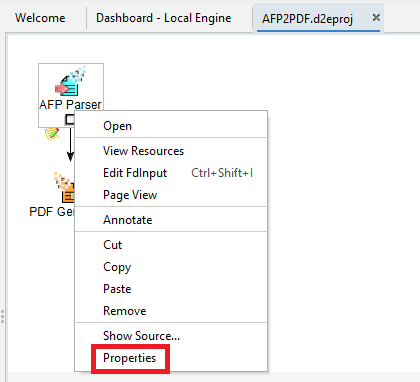 Welcome
Dashboard - Local Engine
AFP2PDF.d2eproj
AFP Parser
Open
View Resources
Edit FdInput Ctrl+Shift+I
Page View
PDF Ge
Annotate
Cut
Copy
Paste
Remove
Show Source...
Properties